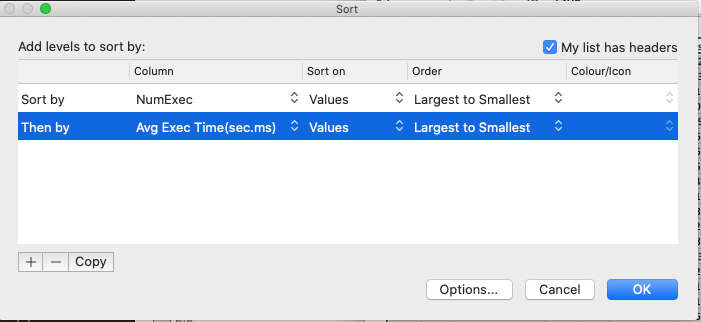 Sort
Add levels to sort by:
My list has headers
Column Sort on Order Colour/Icon
Sort by NumExec Values Largest to Smallest
Then by Avg Exec Time(sec.ms) Values Largest to Smallest
+ − Copy
Options... Cancel OK